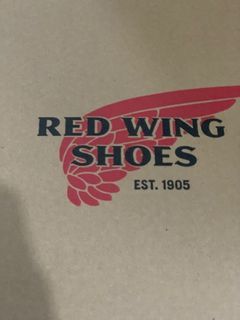 RED WING
SHOES
EST. 1905